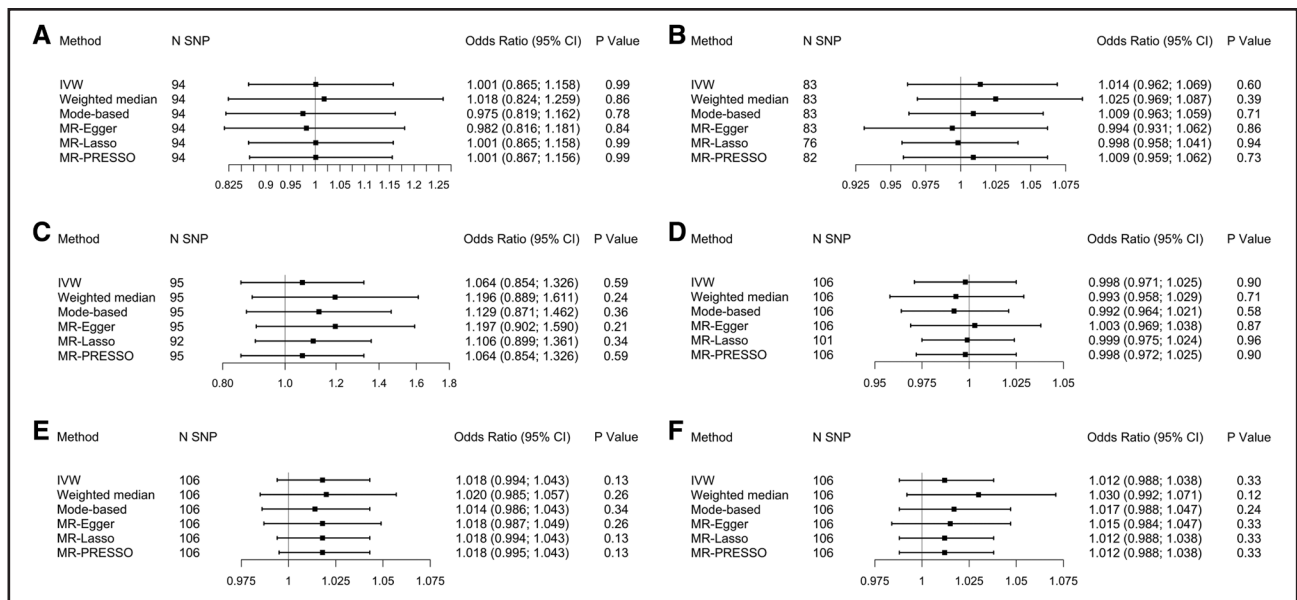 A Method N SNP Odds Ratio (95% CI) P Value
IVW 94 1.001 (0.865; 1.158) 0.99
Weighted median 94 1.018 (0.824; 1.259) 0.86
Mode-based 94 0.975 (0.819; 1.162) 0.78
MR-Egger 94 0.982 (0.816; 1.181) 0.84
MR-Lasso 94 1.001 (0.865; 1.158) 0.99
MR-PRESSO 94 1.001 (0.867; 1.156) 0.99
0.825 0.9 0.95 1 1.05 1.15 1.25
B Method N SNP Odds Ratio (95% CI) P Value
IVW 83 1.014 (0.962; 1.069) 0.60
Weighted median 83 1.025 (0.969; 1.087) 0.39
Mode-based 83 1.009 (0.963; 1.059) 0.71
MR-Egger 83 0.994 (0.931; 1.062) 0.86
MR-Lasso 76 0.998 (0.958; 1.041) 0.94
MR-PRESSO 82 1.009 (0.959; 1.062) 0.73
0.925 0.95 0.975 1 1.025 1.05 1.075
C Method N SNP Odds Ratio (95% CI) P Value
IVW 95 1.064 (0.854; 1.326) 0.59
Weighted median 95 1.196 (0.889; 1.611) 0.24
Mode-based 95 1.129 (0.871; 1.462) 0.36
MR-Egger 95 1.197 (0.902; 1.590) 0.21
MR-Lasso 92 1.106 (0.899; 1.361) 0.34
MR-PRESSO 95 1.064 (0.854; 1.326) 0.59
0.80 1.0 1.2 1.4 1.6 1.8
D Method N SNP Odds Ratio (95% CI) P Value
IVW 106 0.998 (0.971; 1.025) 0.90
Weighted median 106 0.993 (0.958; 1.029) 0.71
Mode-based 106 0.992 (0.964; 1.021) 0.58
MR-Egger 106 1.003 (0.969; 1.038) 0.87
MR-Lasso 101 0.999 (0.975; 1.024) 0.96
MR-PRESSO 106 0.998 (0.972; 1.025) 0.90
0.95 0.975 1 1.025 1.05
E Method N SNP Odds Ratio (95% CI) P Value
IVW 106 1.018 (0.994; 1.043) 0.13
Weighted median 106 1.020 (0.985; 1.057) 0.26
Mode-based 106 1.014 (0.986; 1.043) 0.34
MR-Egger 106 1.018 (0.987; 1.049) 0.26
MR-Lasso 106 1.018 (0.994; 1.043) 0.13
MR-PRESSO 106 1.018 (0.995; 1.043) 0.13
0.975 1 1.025 1.05 1.075
F Method N SNP Odds Ratio (95% CI) P Value
IVW 106 1.012 (0.988; 1.038) 0.33
Weighted median 106 1.030 (0.992; 1.071) 0.12
Mode-based 106 1.017 (0.988; 1.047) 0.24
MR-Egger 106 1.015 (0.984; 1.047) 0.33
MR-Lasso 106 1.012 (0.988; 1.038) 0.33
MR-PRESSO 106 1.012 (0.988; 1.038) 0.33
0.975 1 1.025 1.05 1.075